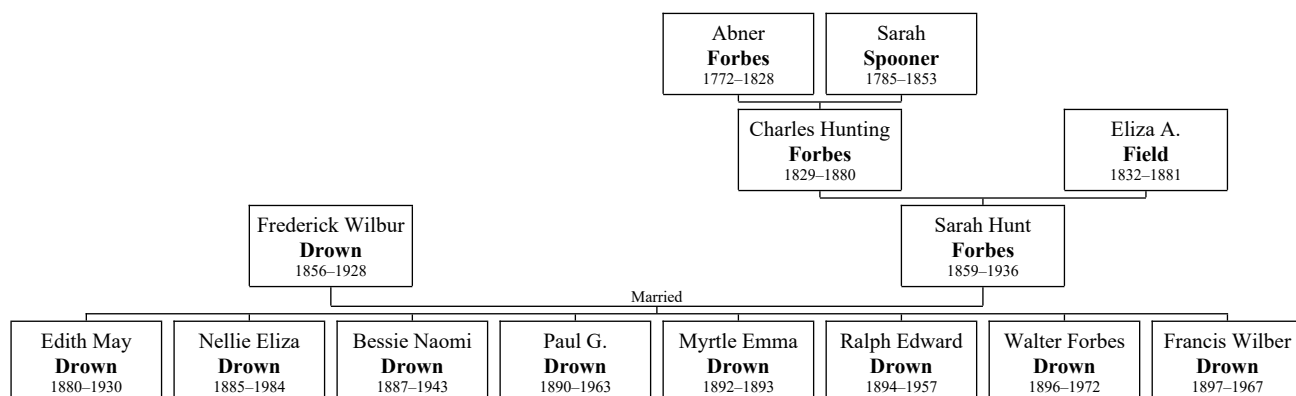 Abner
Forbes
1772–1828
Sarah
Spooner
1785–1853
Charles Hunting
Forbes
1829–1880
Eliza A.
Field
1832–1881
Frederick Wilbur
Drown
1856–1928
Sarah Hunt
Forbes
1859–1936
Married
Edith May
Drown
1880–1930
Nellie Eliza
Drown
1885–1984
Bessie Naomi
Drown
1887–1943
Paul G.
Drown
1890–1963
Myrtle Emma
Drown
1892–1893
Ralph Edward
Drown
1894–1957
Walter Forbes
Drown
1896–1972
Francis Wilber
Drown
1897–1967